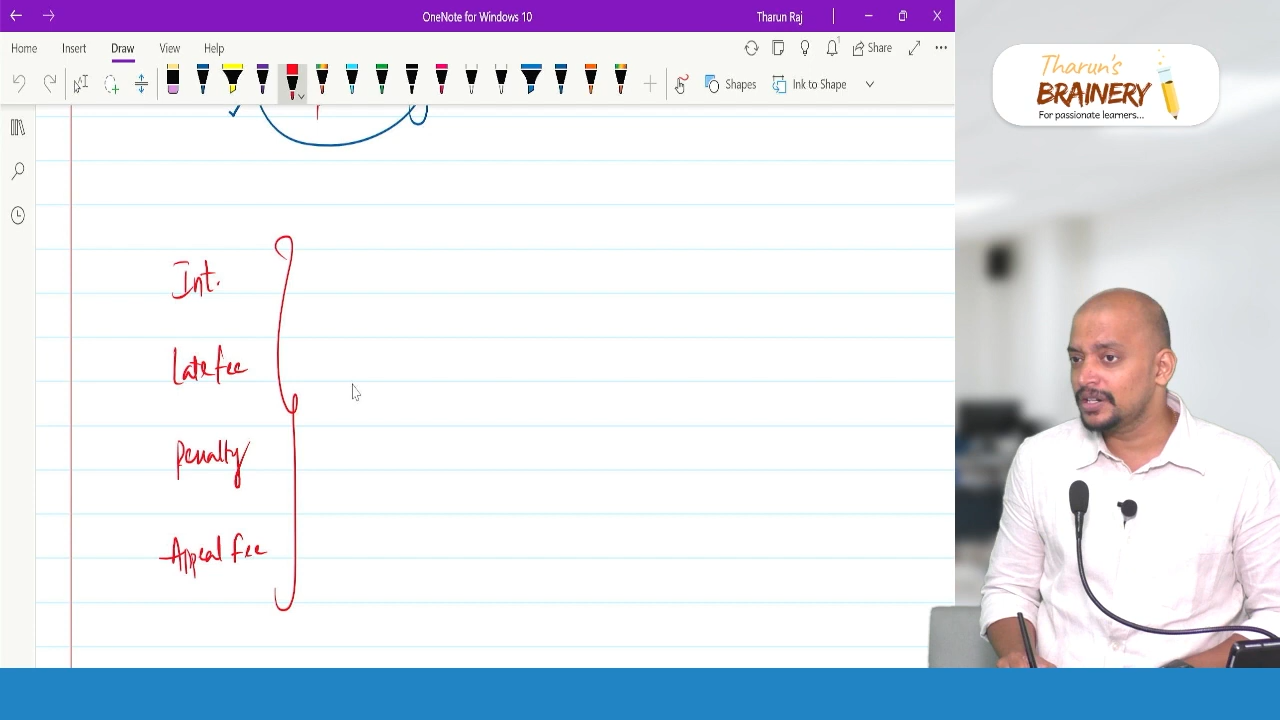 OneNote for Windows 10
Tharun Raj
Home Insert Draw View Help
Share
Shapes
Ink to Shape
Tharun's
BRAINERY
For passionate learners...
Int.
Late fee
Penalty
Appeal fee